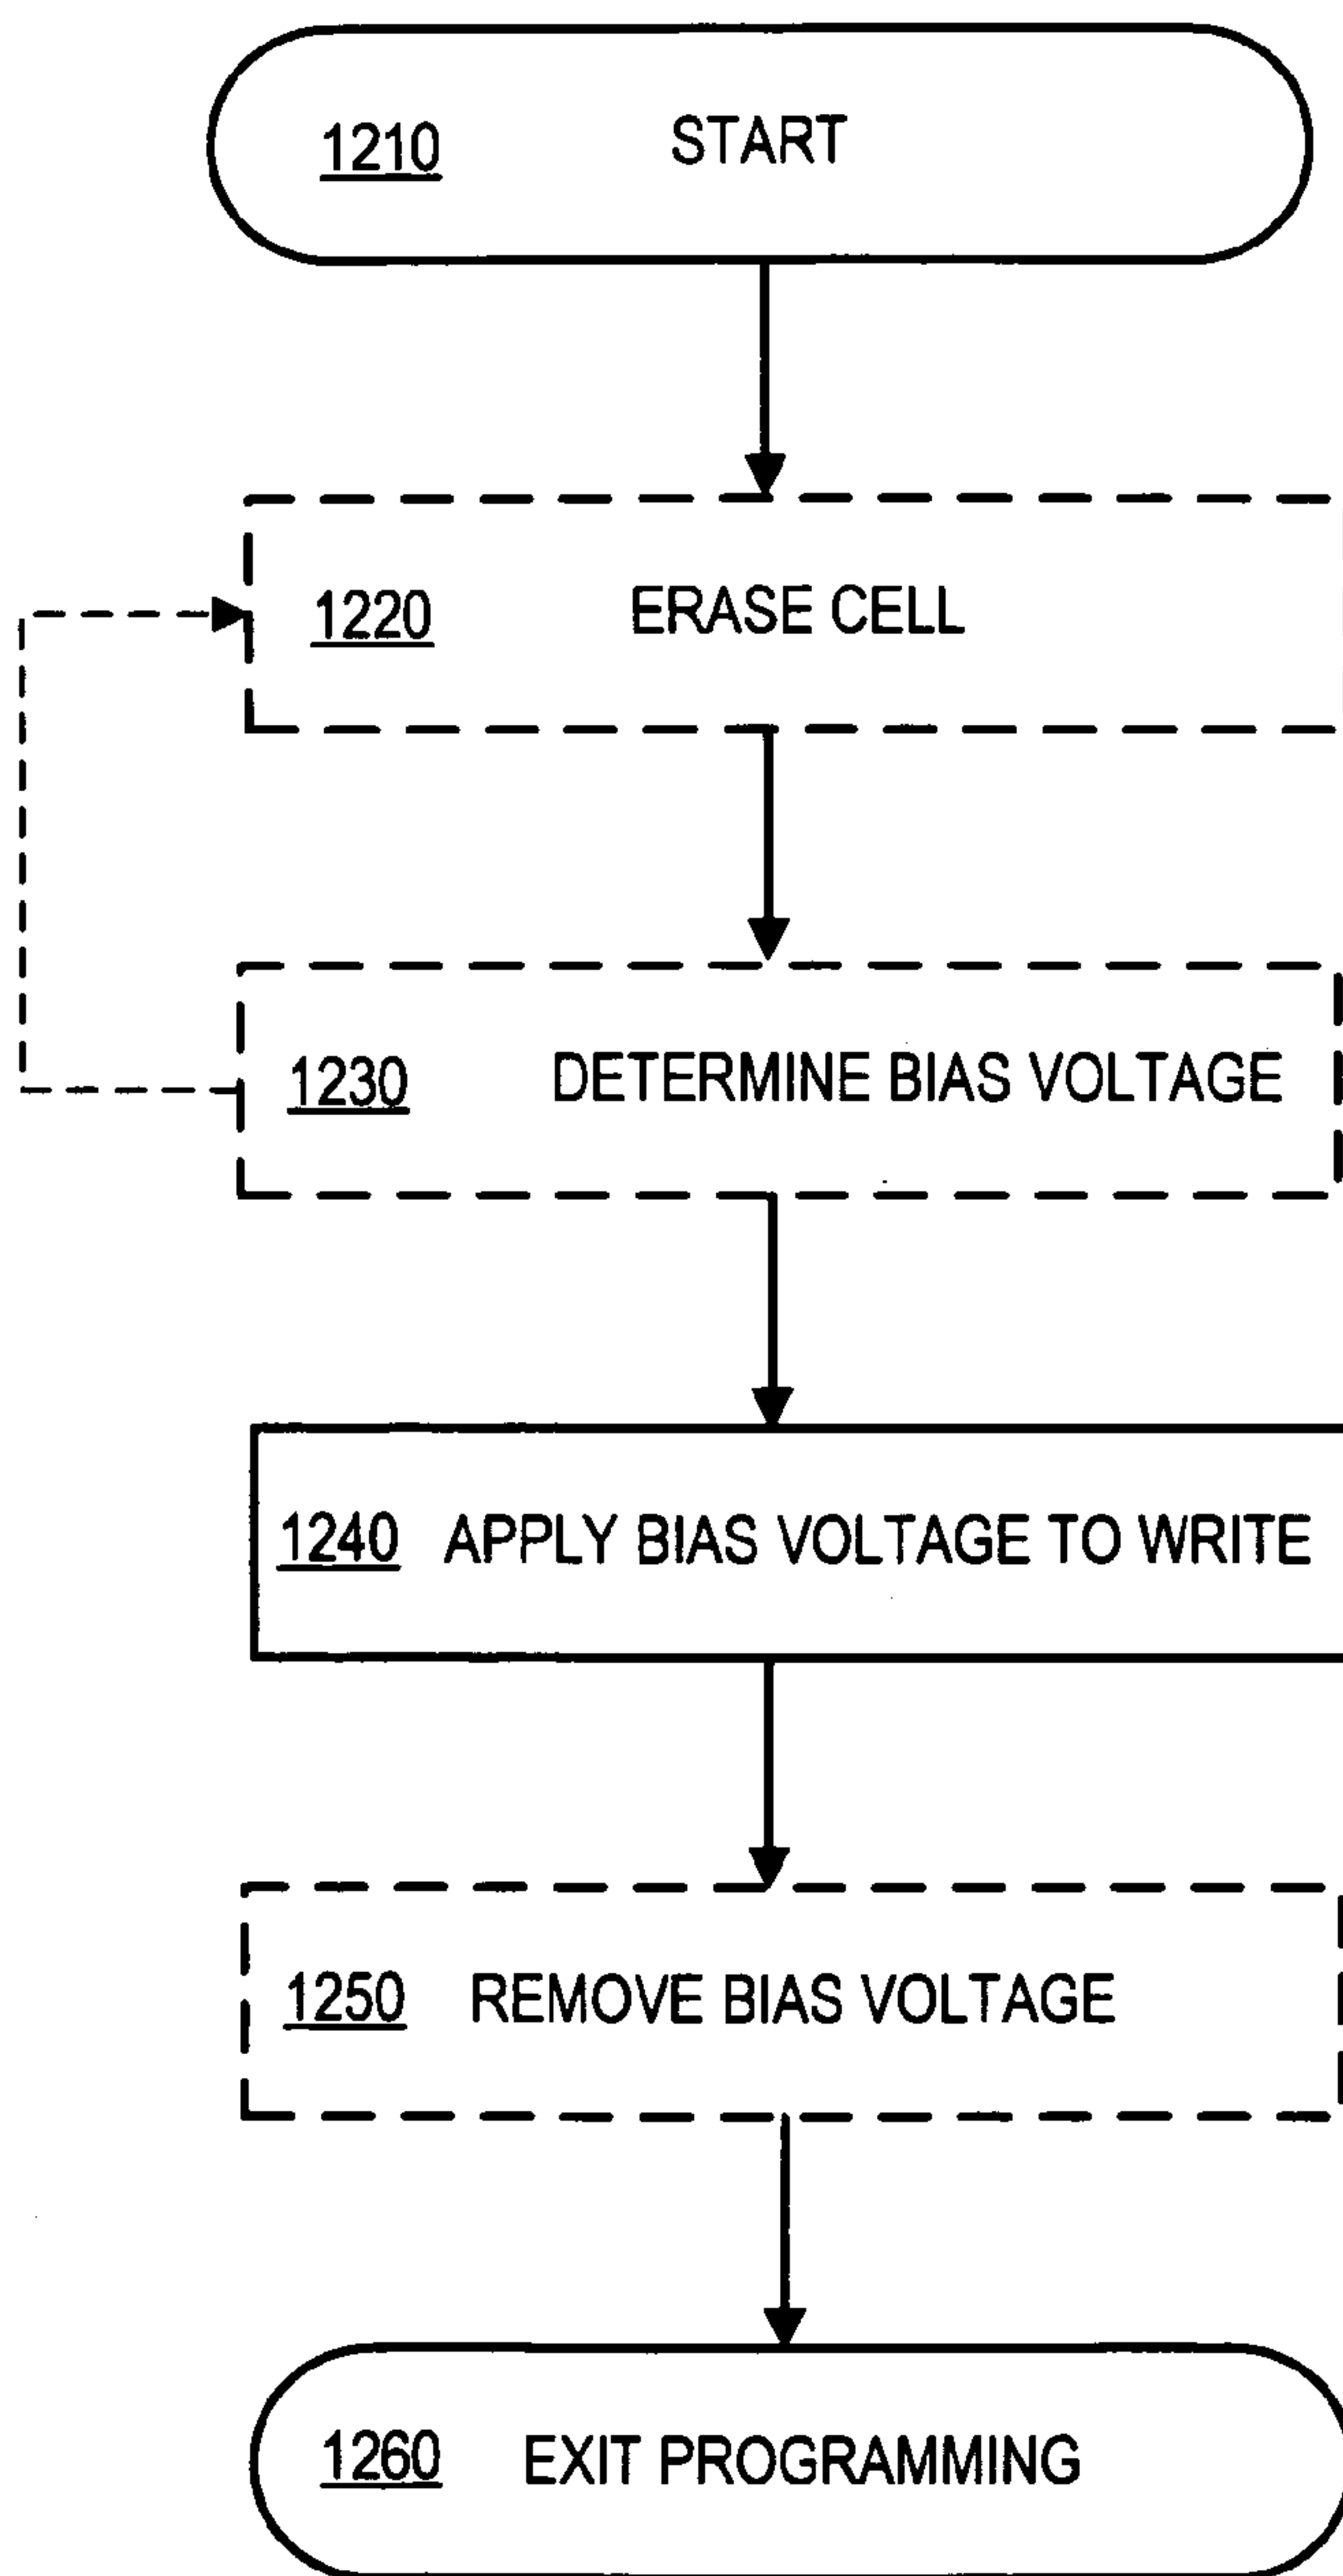 1210 START
1220 ERASE CELL
1230 DETERMINE BIAS VOLTAGE
1240 APPLY BIAS VOLTAGE TO WRITE
1250 REMOVE BIAS VOLTAGE
1260 EXIT PROGRAMMING